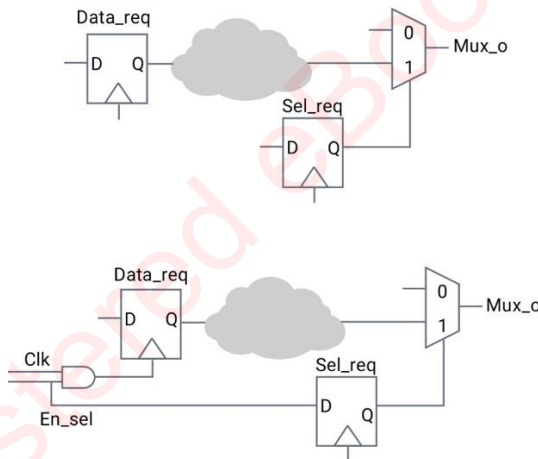 Data_req
D Q
0
1
Mux_o
Sel_req
D Q
Data_req
D Q
0
1
Mux_o
Clk
En_sel
Sel_req
D Q